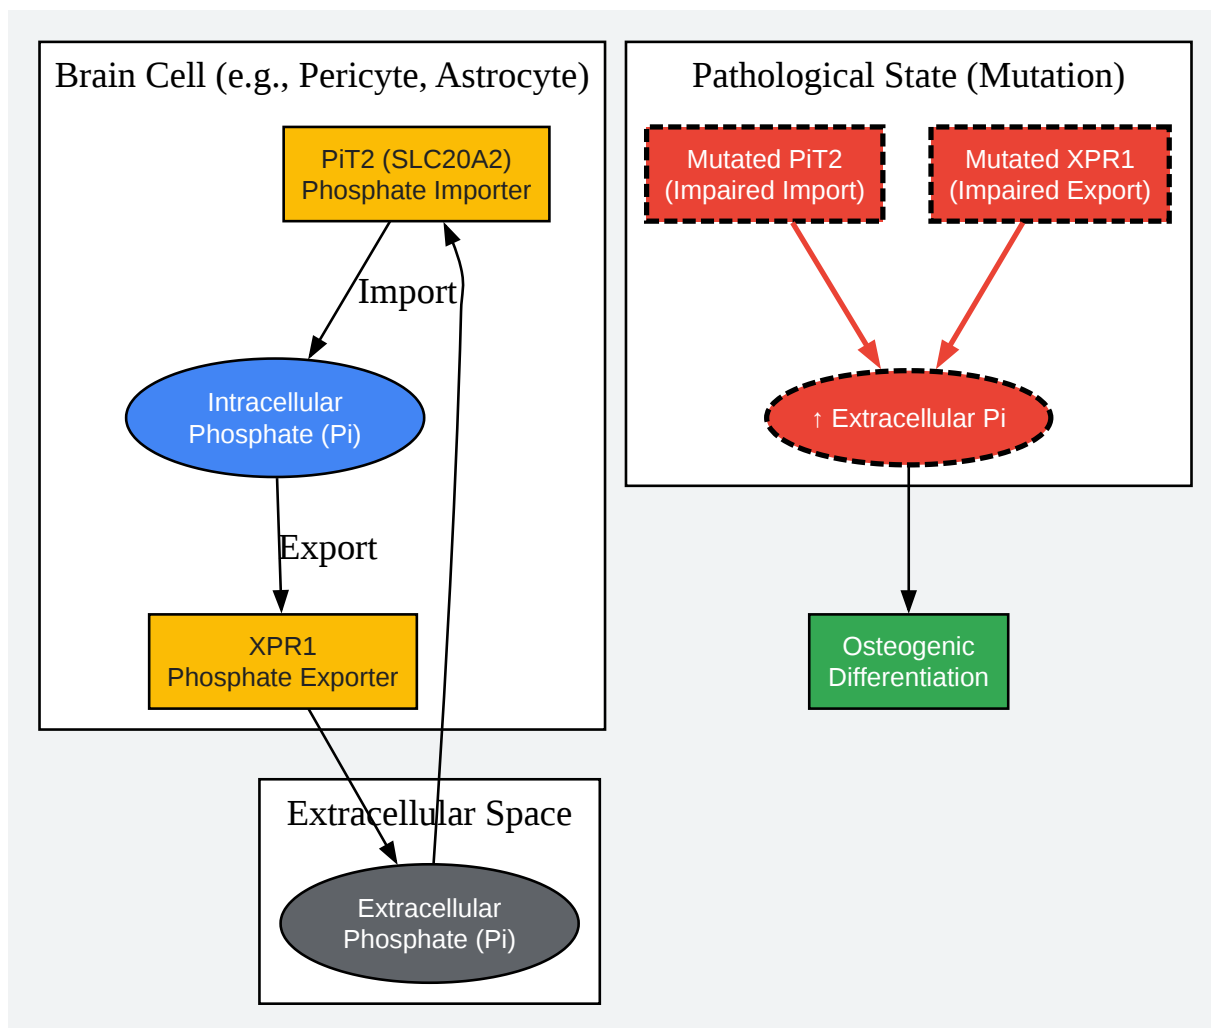 Brain Cell (e.g., Pericyte, Astrocyte)
PiT2 (SLC20A2)
Phosphate Importer
Import
Intracellular
Phosphate (Pi)
Export
XPR1
Phosphate Exporter
Extracellular Space
Extracellular
Phosphate (Pi)
Pathological State (Mutation)
Mutated PiT2
(Impaired Import)
Mutated XPR1
(Impaired Export)
↑ Extracellular Pi
Osteogenic
Differentiation